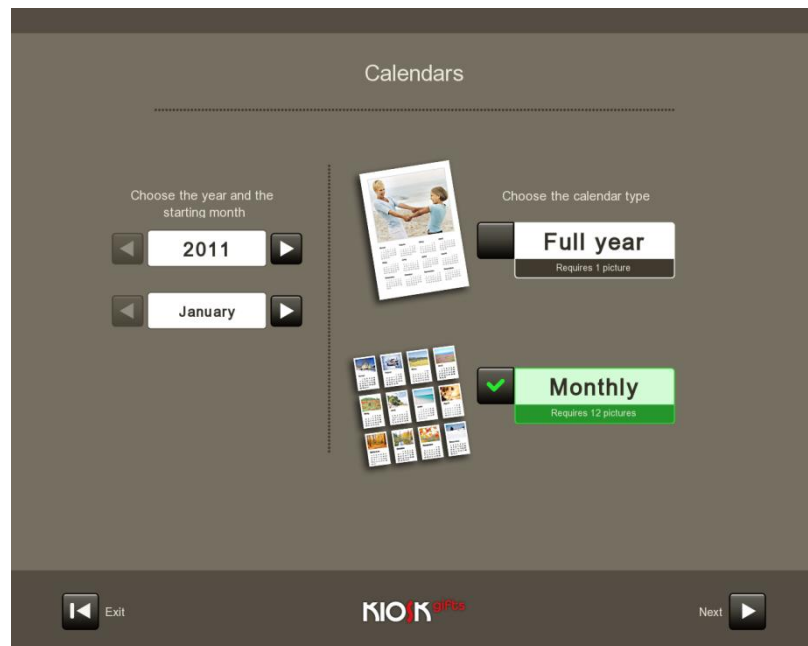 Calendars
Choose the year and the
starting month
2011
January
Choose the calendar type
Full year
Requires 1 picture
Monthly
Requires 12 pictures
Exit
KIOSK gifts
Next